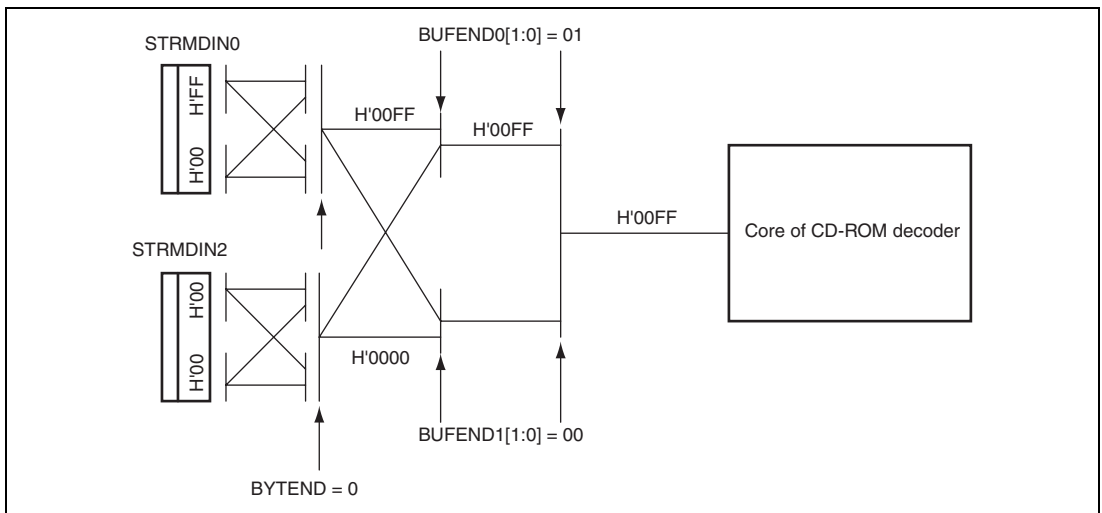 BUFEND0[1:0] = 01
STRMDIN0
H'FF
H'00
H'00FF
H'00FF
H'00FF
Core of CD-ROM decoder
STRMDIN2
H'00
H'00
H'0000
BUFEND1[1:0] = 00
BYTEND = 0